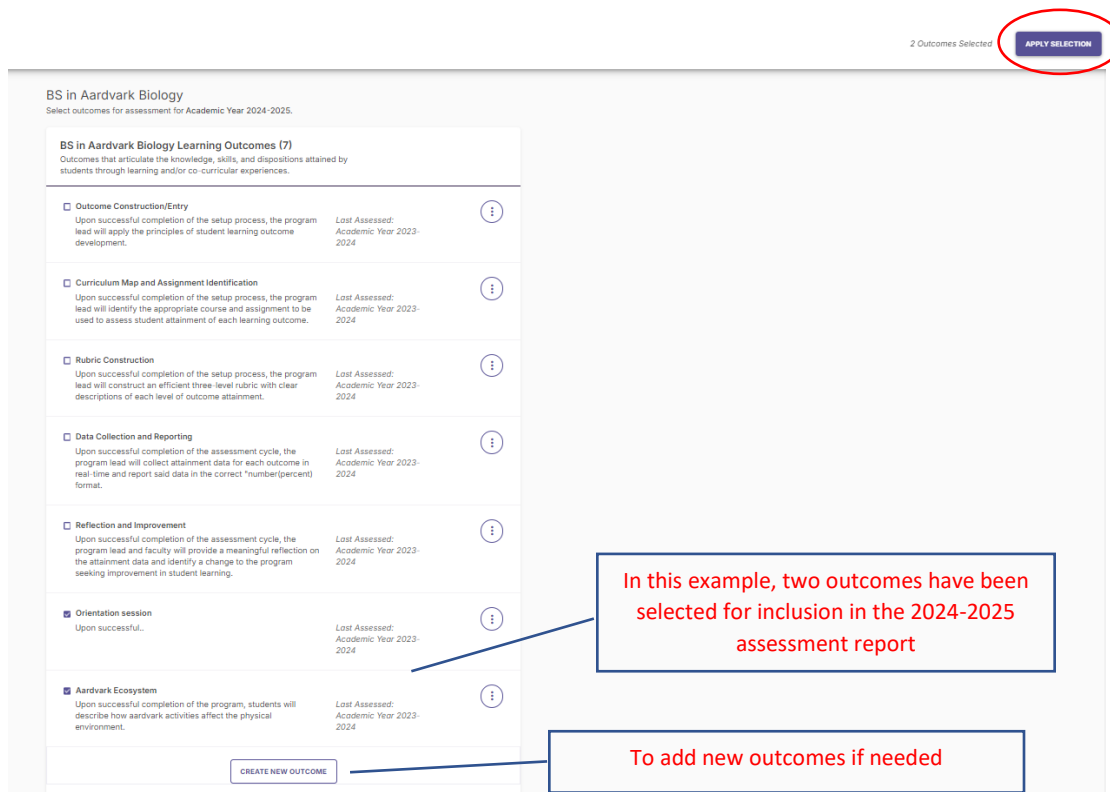 2 Outcomes Selected
APPLY SELECTION
BS in Aardvark Biology
Select outcomes for assessment for Academic Year 2024-2025.
BS in Aardvark Biology Learning Outcomes (7)
Outcomes that articulate the knowledge, skills, and dispositions attained by
students through learning and/or co-curricular experiences.
Outcome Construction/Entry
Upon successful completion of the setup process, the program
lead will apply the principles of student learning outcome
development.
Last Assessed:
Academic Year 2023-
2024
Curriculum Map and Assignment Identification
Upon successful completion of the setup process, the program
lead will identify the appropriate course and assignment to be
used to assess student attainment of each learning outcome.
Last Assessed:
Academic Year 2023-
2024
Rubric Construction
Upon successful completion of the setup process, the program
lead will construct an efficient three-level rubric with clear
descriptions of each level of outcome attainment.
Last Assessed:
Academic Year 2023-
2024
Data Collection and Reporting
Upon successful completion of the assessment cycle, the
program lead will collect attainment data for each outcome in
real-time and report said data in the correct "number(percent)
format.
Last Assessed:
Academic Year 2023-
2024
Reflection and Improvement
Upon successful completion of the assessment cycle, the
program lead and faculty will provide a meaningful reflection on
the attainment data and identify a change to the program
seeking improvement in student learning.
Last Assessed:
Academic Year 2023-
2024
In this example, two outcomes have been
selected for inclusion in the 2024-2025
assessment report
Orientation session
Upon successful..
Last Assessed:
Academic Year 2023-
2024
Aardvark Ecosystem
Upon successful completion of the program, students will
describe how aardvark activities affect the physical
environment.
Last Assessed:
Academic Year 2023-
2024
To add new outcomes if needed
CREATE NEW OUTCOME